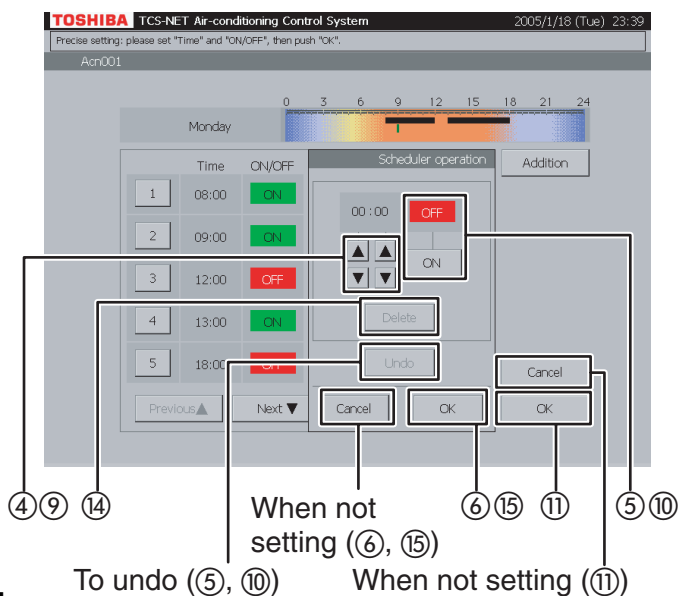 TOSHIBA TCS-NET Air-conditioning Control System 2005/1/18 (Tue) 23:39
Precise setting: please set "Time" and "ON/OFF", then push "OK".
Acn001
0 3 6 9 12 15 18 21 24
Monday
Time ON/OFF Scheduler operation Addition
1 08:00 ON
00:00 OFF
2 09:00 ON
▲ ▲ ON
3 12:00 OFF ▼ ▼
4 13:00 ON Delete
5 18:00 OFF Undo Cancel
Previous▲ Next▼ Cancel OK OK
④⑨ ⑭ When not ⑥⑮ ⑪ ⑤⑩
setting (⑥, ⑮)
To undo (⑤, ⑩) When not setting (⑪)